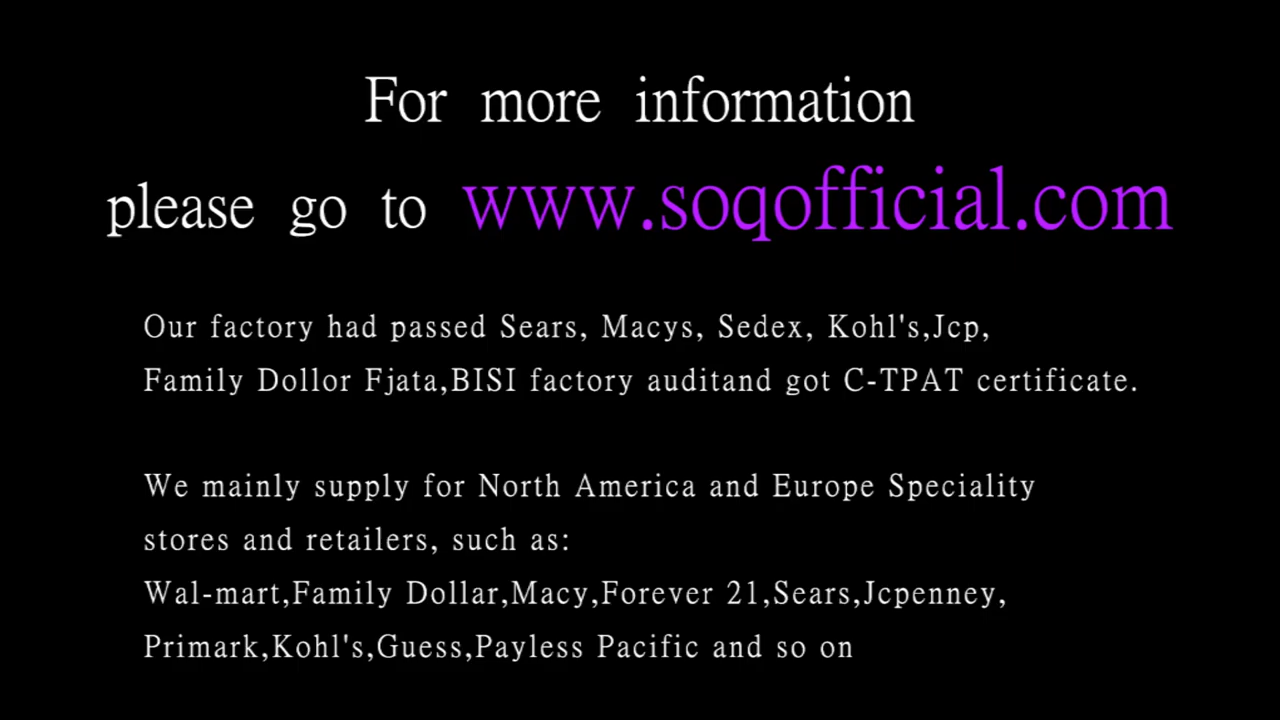 For more information
please go to www.soqofficial.com
Our factory had passed Sears, Macys, Sedex, Kohl's,Jcp,
Family Dollor Fjata,BISI factory auditand got C-TPAT certificate.
We mainly supply for North America and Europe Speciality
stores and retailers, such as:
Wal-mart,Family Dollar,Macy,Forever 21,Sears,Jcpenney,
Primark,Kohl's,Guess,Payless Pacific and so on